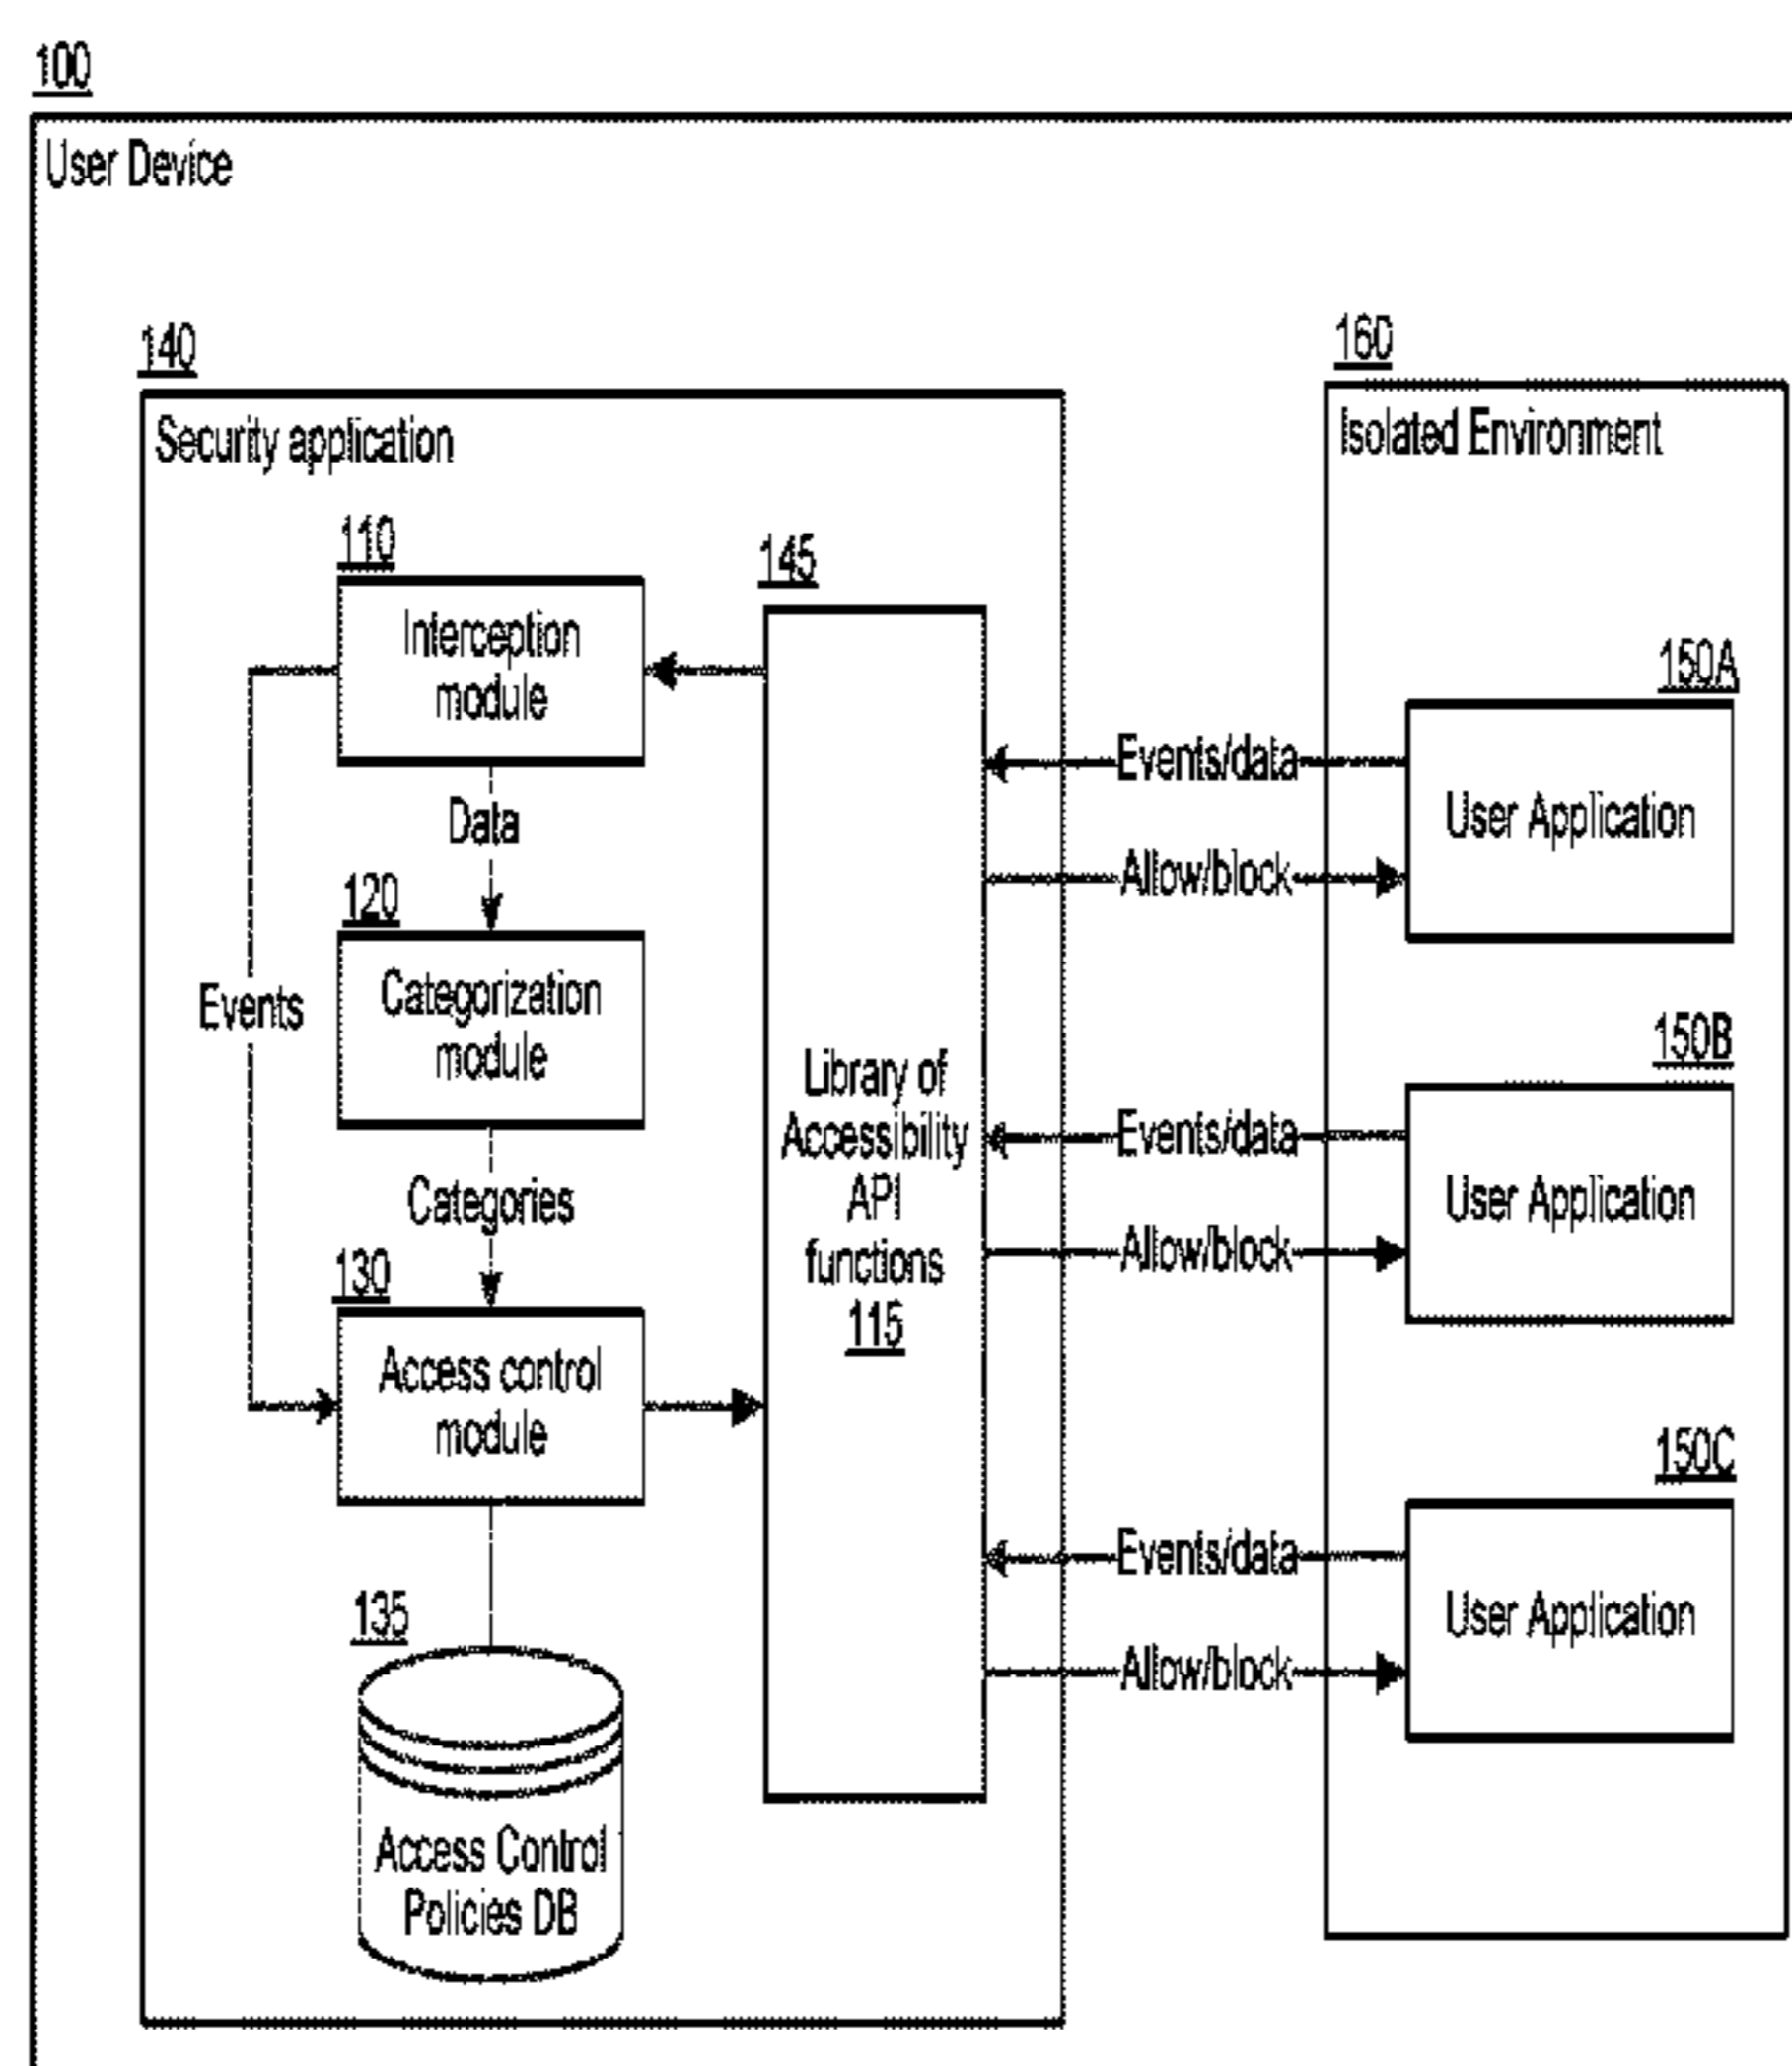 100
User Device
140
Security application
160
Isolated Environment
110
Interception
module
145
150A
Events/data
User Application
Allow/block
Data
120
Categorization
module
Events
150B
Library of
Accessibility
API
functions
115
Events/data
User Application
Allow/block
Categories
130
Access control
module
150C
Events/data
User Application
Allow/block
135
Access Control
Policies DB